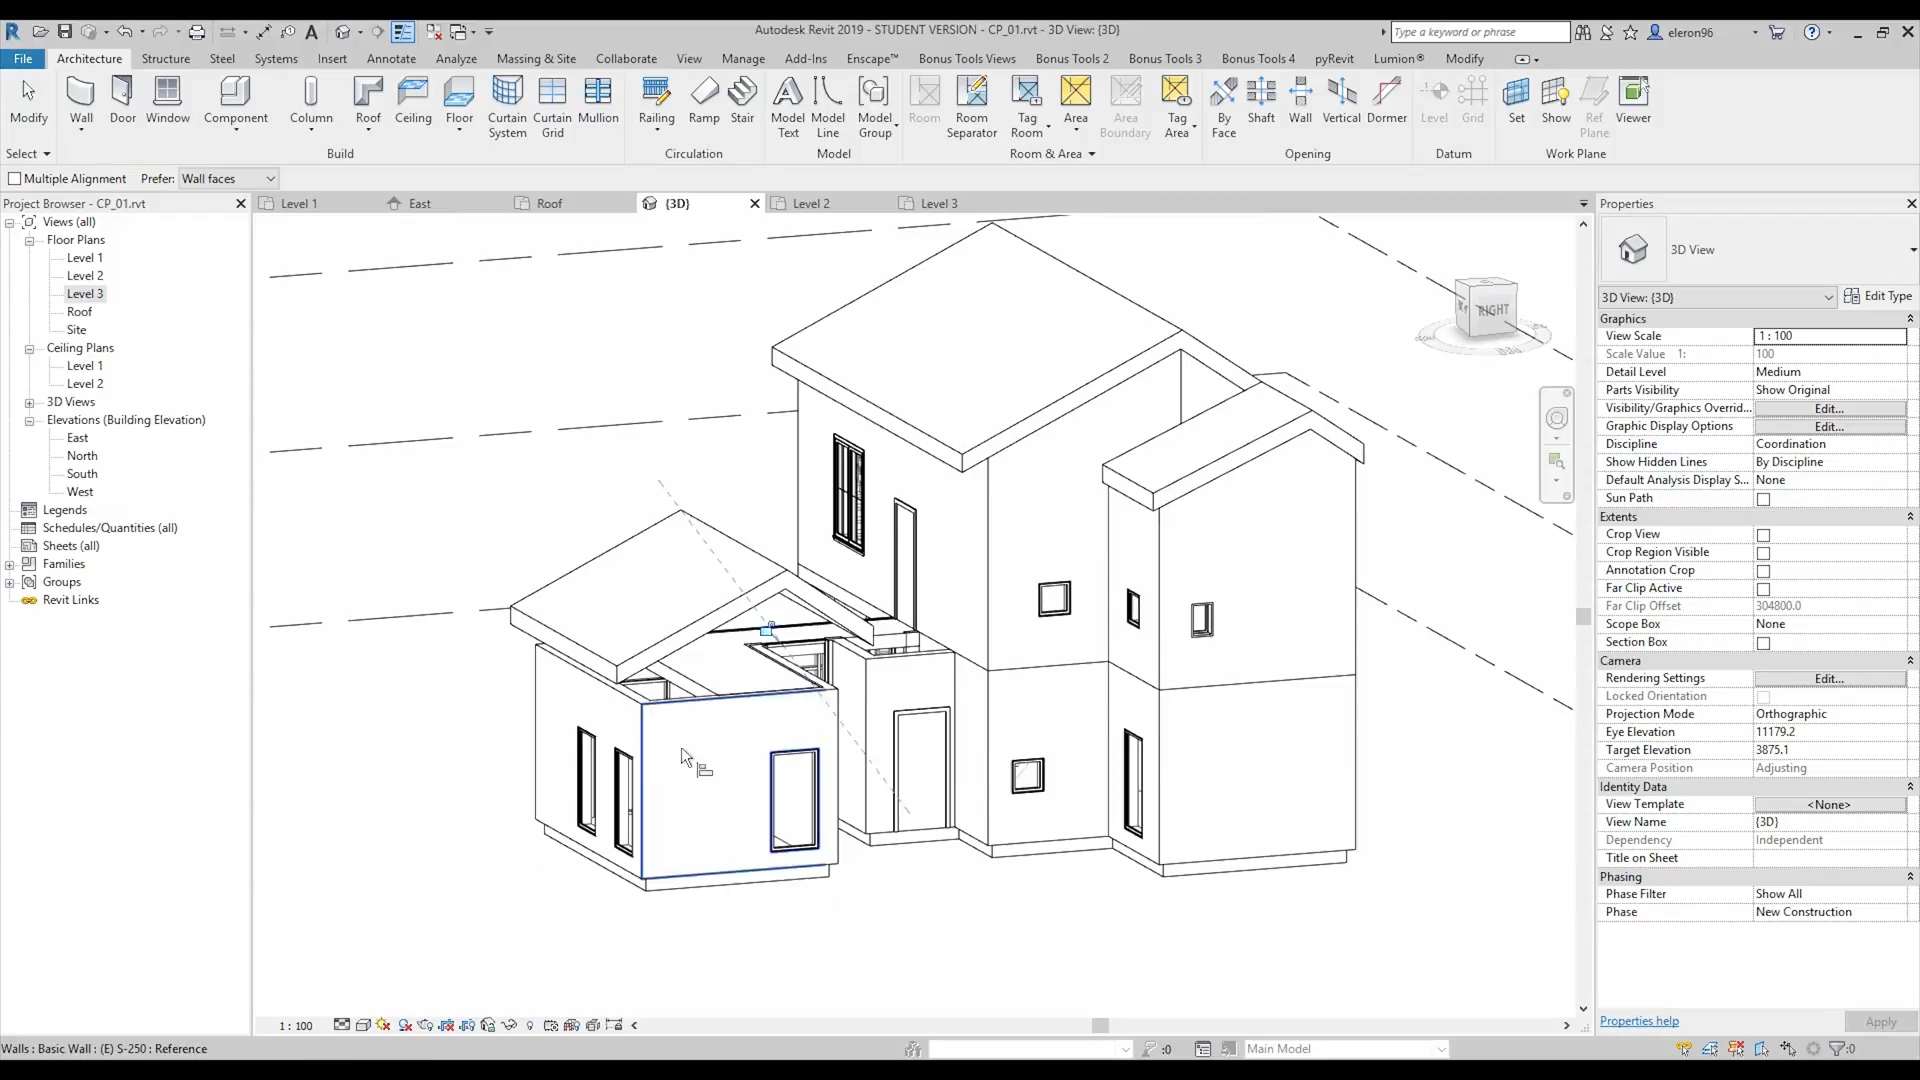 Autodesk Revit 2019 - STUDENT VERSION - CP_01.rvt - 3D View: {3D}
Type a keyword or phrase
eleron96
File Architecture Structure Steel Systems Insert Annotate Analyze Massing & Site Collaborate View Manage Add-Ins Enscape™ Bonus Tools Views Bonus Tools 2 Bonus Tools 3 Bonus Tools 4 pyRevit Lumion® Modify
Modify Wall Door Window Component Column Roof Ceiling Floor Curtain System Curtain Grid Mullion Railing Ramp Stair Model Text Model Line Model Group Room Room Separator Tag Room Area Area Boundary Tag Area By Face Shaft Wall Vertical Dormer Level Grid Set Show Ref Plane Viewer
Select Build Circulation Model Room & Area Opening Datum Work Plane
Multiple Alignment Prefer: Wall faces
Project Browser - CP_01.rvt
Level 1 East Roof {3D} Level 2 Level 3
Views (all)
Floor Plans
Level 1
Level 2
Level 3
Roof
Site
Ceiling Plans
Level 1
Level 2
3D Views
Elevations (Building Elevation)
East
North
South
West
Legends
Schedules/Quantities (all)
Sheets (all)
Families
Groups
Revit Links
RIGHT
Properties
3D View
3D View: {3D} Edit Type
Graphics
View Scale 1 : 100
Scale Value 1: 100
Detail Level Medium
Parts Visibility Show Original
Visibility/Graphics Overrid... Edit...
Graphic Display Options Edit...
Discipline Coordination
Show Hidden Lines By Discipline
Default Analysis Display S... None
Sun Path
Extents
Crop View
Crop Region Visible
Annotation Crop
Far Clip Active
Far Clip Offset 304800.0
Scope Box None
Section Box
Camera
Rendering Settings Edit...
Locked Orientation
Projection Mode Orthographic
Eye Elevation 11179.2
Target Elevation 3875.1
Camera Position Adjusting
Identity Data
View Template <None>
View Name {3D}
Dependency Independent
Title on Sheet
Phasing
Phase Filter Show All
Phase New Construction
Properties help Apply
1 : 100
Walls : Basic Wall : (E) S-250 : Reference
:0
Main Model
:0